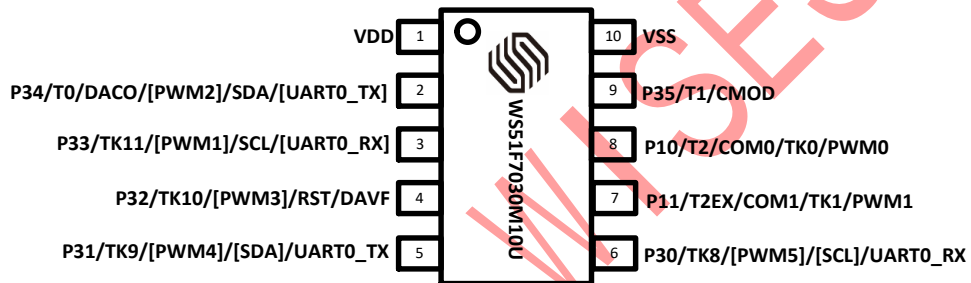 VDD 1 10 VSS
P34/T0/DACO/[PWM2]/SDA/[UART0_TX] 2 9 P35/T1/CMOD
P33/TK11/[PWM1]/SCL/[UART0_RX] 3 8 P10/T2/COM0/TK0/PWM0
P32/TK10/[PWM3]/RST/DAVF 4 7 P11/T2EX/COM1/TK1/PWM1
P31/TK9/[PWM4]/[SDA]/UART0_TX 5 6 P30/TK8/[PWM5]/[SCL]/UART0_RX
WS51F7030M10U
WISES